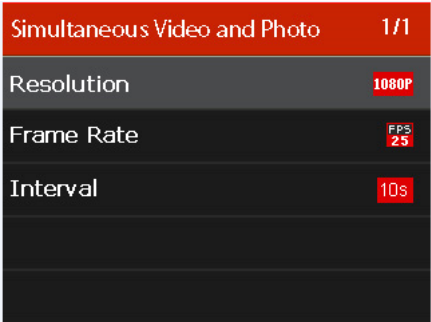 Simultaneous Video and Photo 1/1
Resolution 1080P
Frame Rate FPS 25
Interval 10s